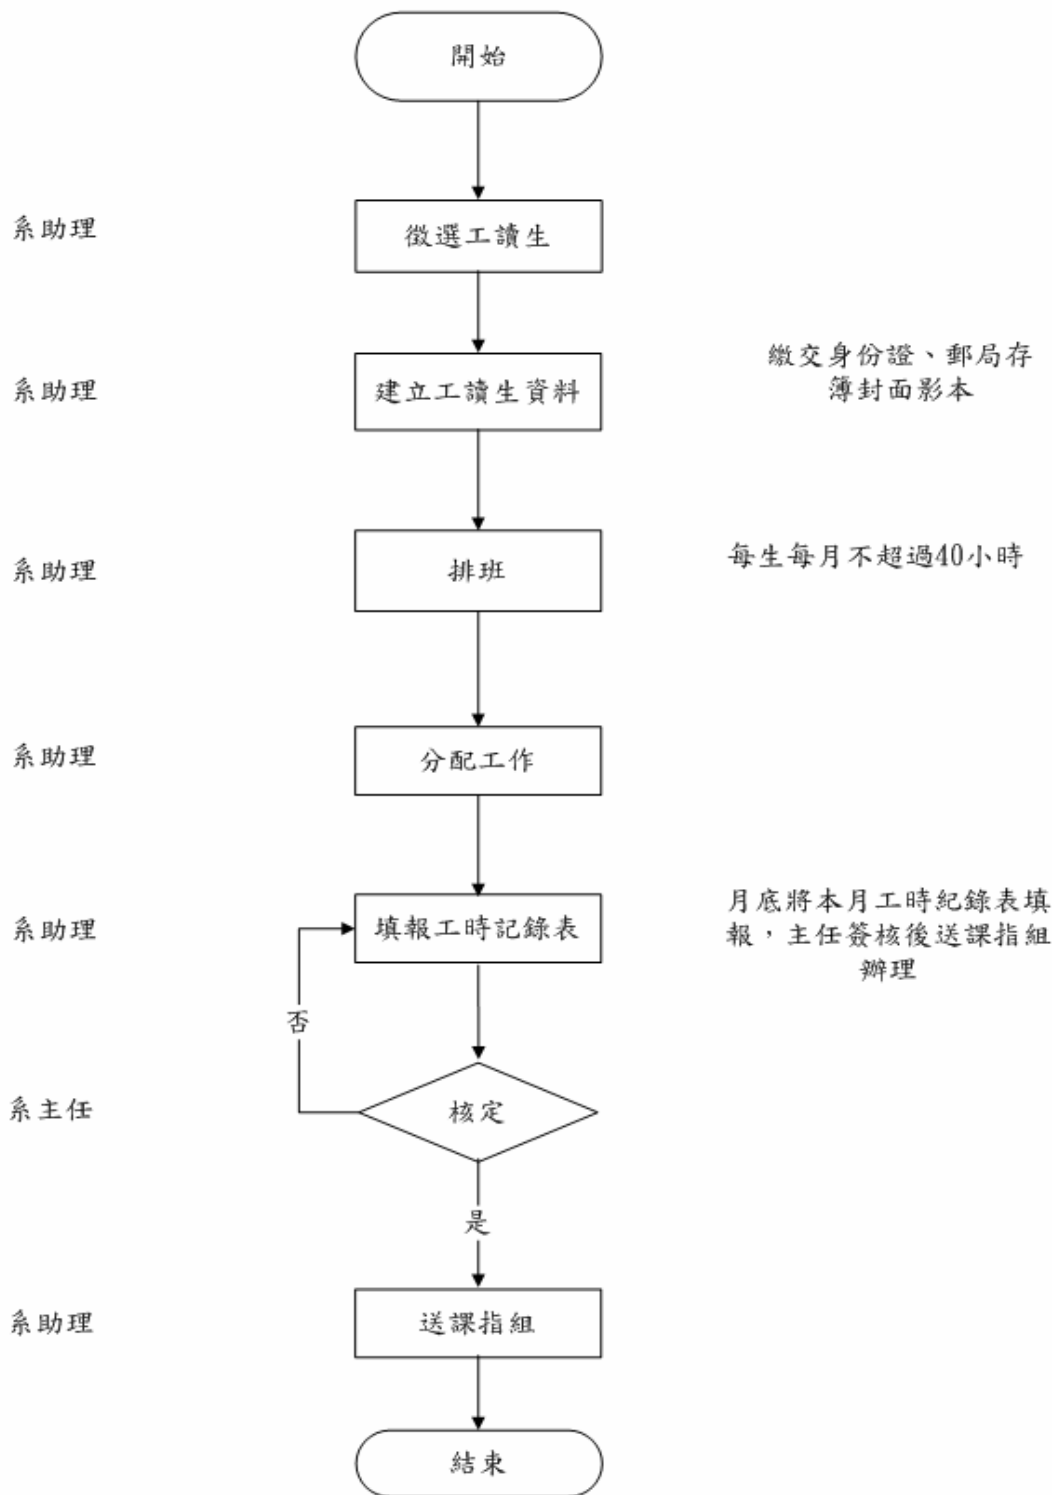 開始
系助理
徵選工讀生
系助理
建立工讀生資料
繳交身份證、郵局存
簿封面影本
系助理
排班
每生每月不超過40小時
系助理
分配工作
系助理
填報工時記錄表
月底將本月工時紀錄表填
報，主任簽核後送課指組
辦理
否
系主任
核定
是
系助理
送課指組
結束